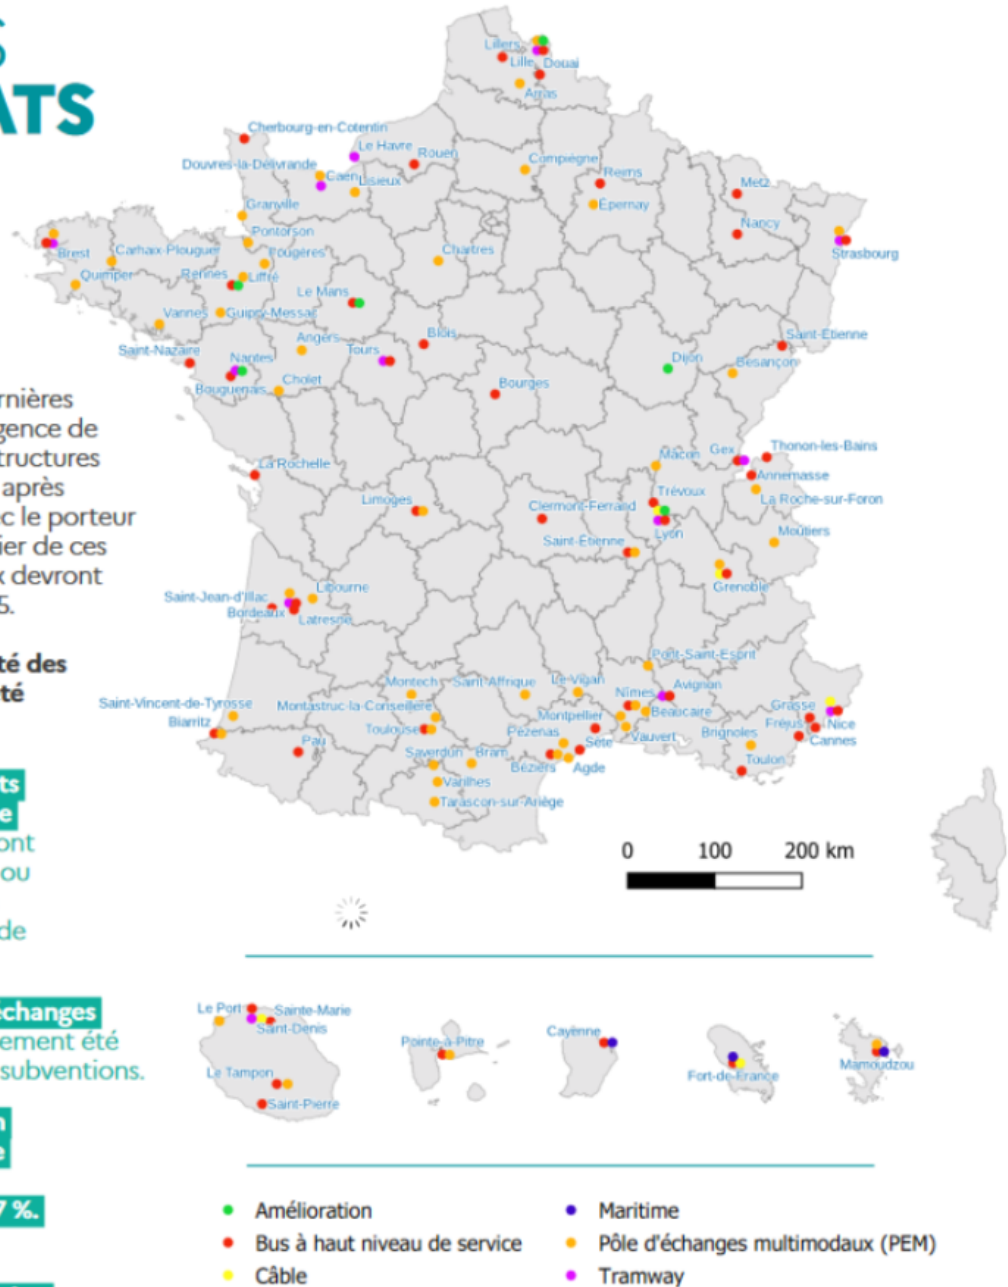 S
ATS
rnières
gence de
tructures
après
c le porteur
ier de ces
x devront
5.
té des
té
ts
e
ont
ou
de
échanges
ement été
subventions.
n
e
7 %.
Lillers
Lille
Douai
Arras
Cherbourg-en-Cotentin
Le Havre
Rouen
Douvres-la-Délivrande
Caen
Lisieux
Compiègne
Reims
Épernay
Metz
Nancy
Strasbourg
Granville
Pontorson
Brest
Carhaix-Plouguer
Fougères
Chartres
Quimper
Rennes
Liffré
Le Mans
Vannes
Guipry-Messac
Saint-Nazaire
Nantes
Angers
Tours
Blois
Dijon
Saint-Etienne
Besançon
Bouguenais
Cholet
Bourges
La Rochelle
Mâcon
Gex
Thonon-les-Bains
Annemasse
La Roche-sur-Foron
Limoges
Clermont-Ferrand
Trévoux
Lyon
Saint-Étienne
Moûtiers
Grenoble
Saint-Jean-d'Illac
Libourne
Bordeaux
Latresne
Pont-Saint-Esprit
Montech
Saint-Affrique
Le Vigan
Nîmes
Avignon
Saint-Vincent-de-Tyrosse
Montastruc-la-Conseillère
Montpellier
Beaucaire
Grasse
Biarritz
Toulouse
Pézenas
Vauvert
Brignoles
Fréjus
Nice
Cannes
Pau
Saverdun
Bram
Sète
Béziers
Agde
Toulon
Varilhes
Tarascon-sur-Ariège
0 100 200 km
Le Port
Sainte-Marie
Saint-Denis
Le Tampon
Saint-Pierre
Pointe-à-Pitre
Cayenne
Fort-de-France
Mamoudzou
Amélioration
Bus à haut niveau de service
Câble
Maritime
Pôle d'échanges multimodaux (PEM)
Tramway